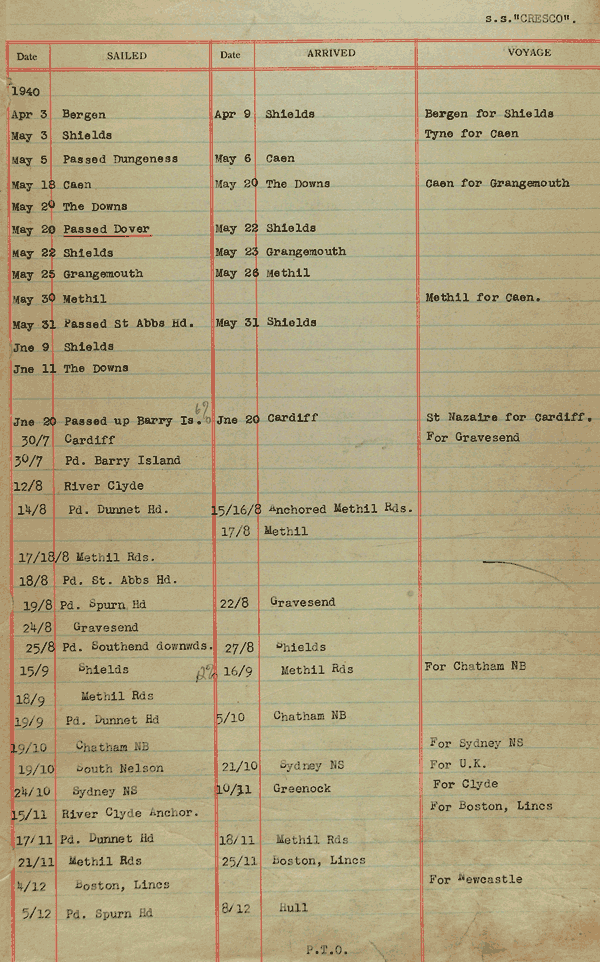 S.S."CRESCO".
Date SAILED Date ARRIVED VOYAGE
1940
Apr 3 Bergen Apr 9 Shields Bergen for Shields
May 3 Shields Tyne for Caen
May 5 Passed Dungeness May 6 Caen
May 18 Caen May 20 The Downs Caen for Grangemouth
May 20 The Downs
May 20 Passed Dover May 22 Shields
May 22 Shields May 23 Grangemouth
May 25 Grangemouth May 26 Methil
May 30 Methil Methil for Caen.
May 31 Passed St Abbs Hd. May 31 Shields
Jne 9 Shields
Jne 11 The Downs
Jne 20 Passed up Barry Is. Jne 20 Cardiff St Nazaire for Cardiff.
30/7 Cardiff For Gravesend
30/7 Pd. Barry Island
12/8 River Clyde
14/8 Pd. Dunnet Hd. 15/16/8 Anchored Methil Rds.
17/8 Methil
17/18/8 Methil Rds.
18/8 Pd. St. Abbs Hd.
19/8 Pd. Spurn Hd 22/8 Gravesend
24/8 Gravesend
25/8 Pd. Southend downwds. 27/8 Shields
15/9 Shields 16/9 Methil Rds For Chatham NB
18/9 Methil Rds
19/9 Pd. Dunnet Hd 5/10 Chatham NB
19/10 Chatham NB For Sydney NS
19/10 South Nelson 21/10 Sydney NS For U.K.
24/10 Sydney NS 10/11 Greenock For Clyde
15/11 River Clyde Anchor. For Boston, Lincs
17/11 Pd. Dunnet Hd 18/11 Methil Rds
21/11 Methil Rds 25/11 Boston, Lincs
4/12 Boston, Lincs For Newcastle
5/12 Pd. Spurn Hd 8/12 Hull
P.T.O.